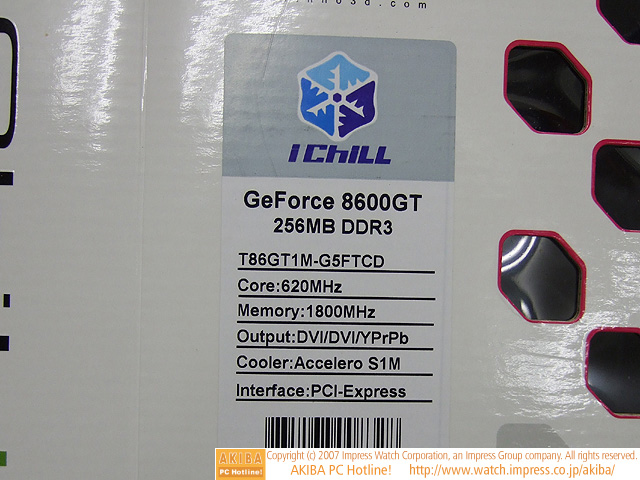 iChiLL
GeForce 8600GT
256MB DDR3
T86GT1M-G5FTCD
Core:620MHz
Memory:1800MHz
Output:DVI/DVI/YPrPb
Cooler:Accelero S1M
Interface:PCI-Express
AKIBA
PC Hotline!
Copyright (c) 2007 Impress Watch Corporation, an Impress Group company. All rights reserved.
AKIBA PC Hotline! http://www.watch.impress.co.jp/akiba/